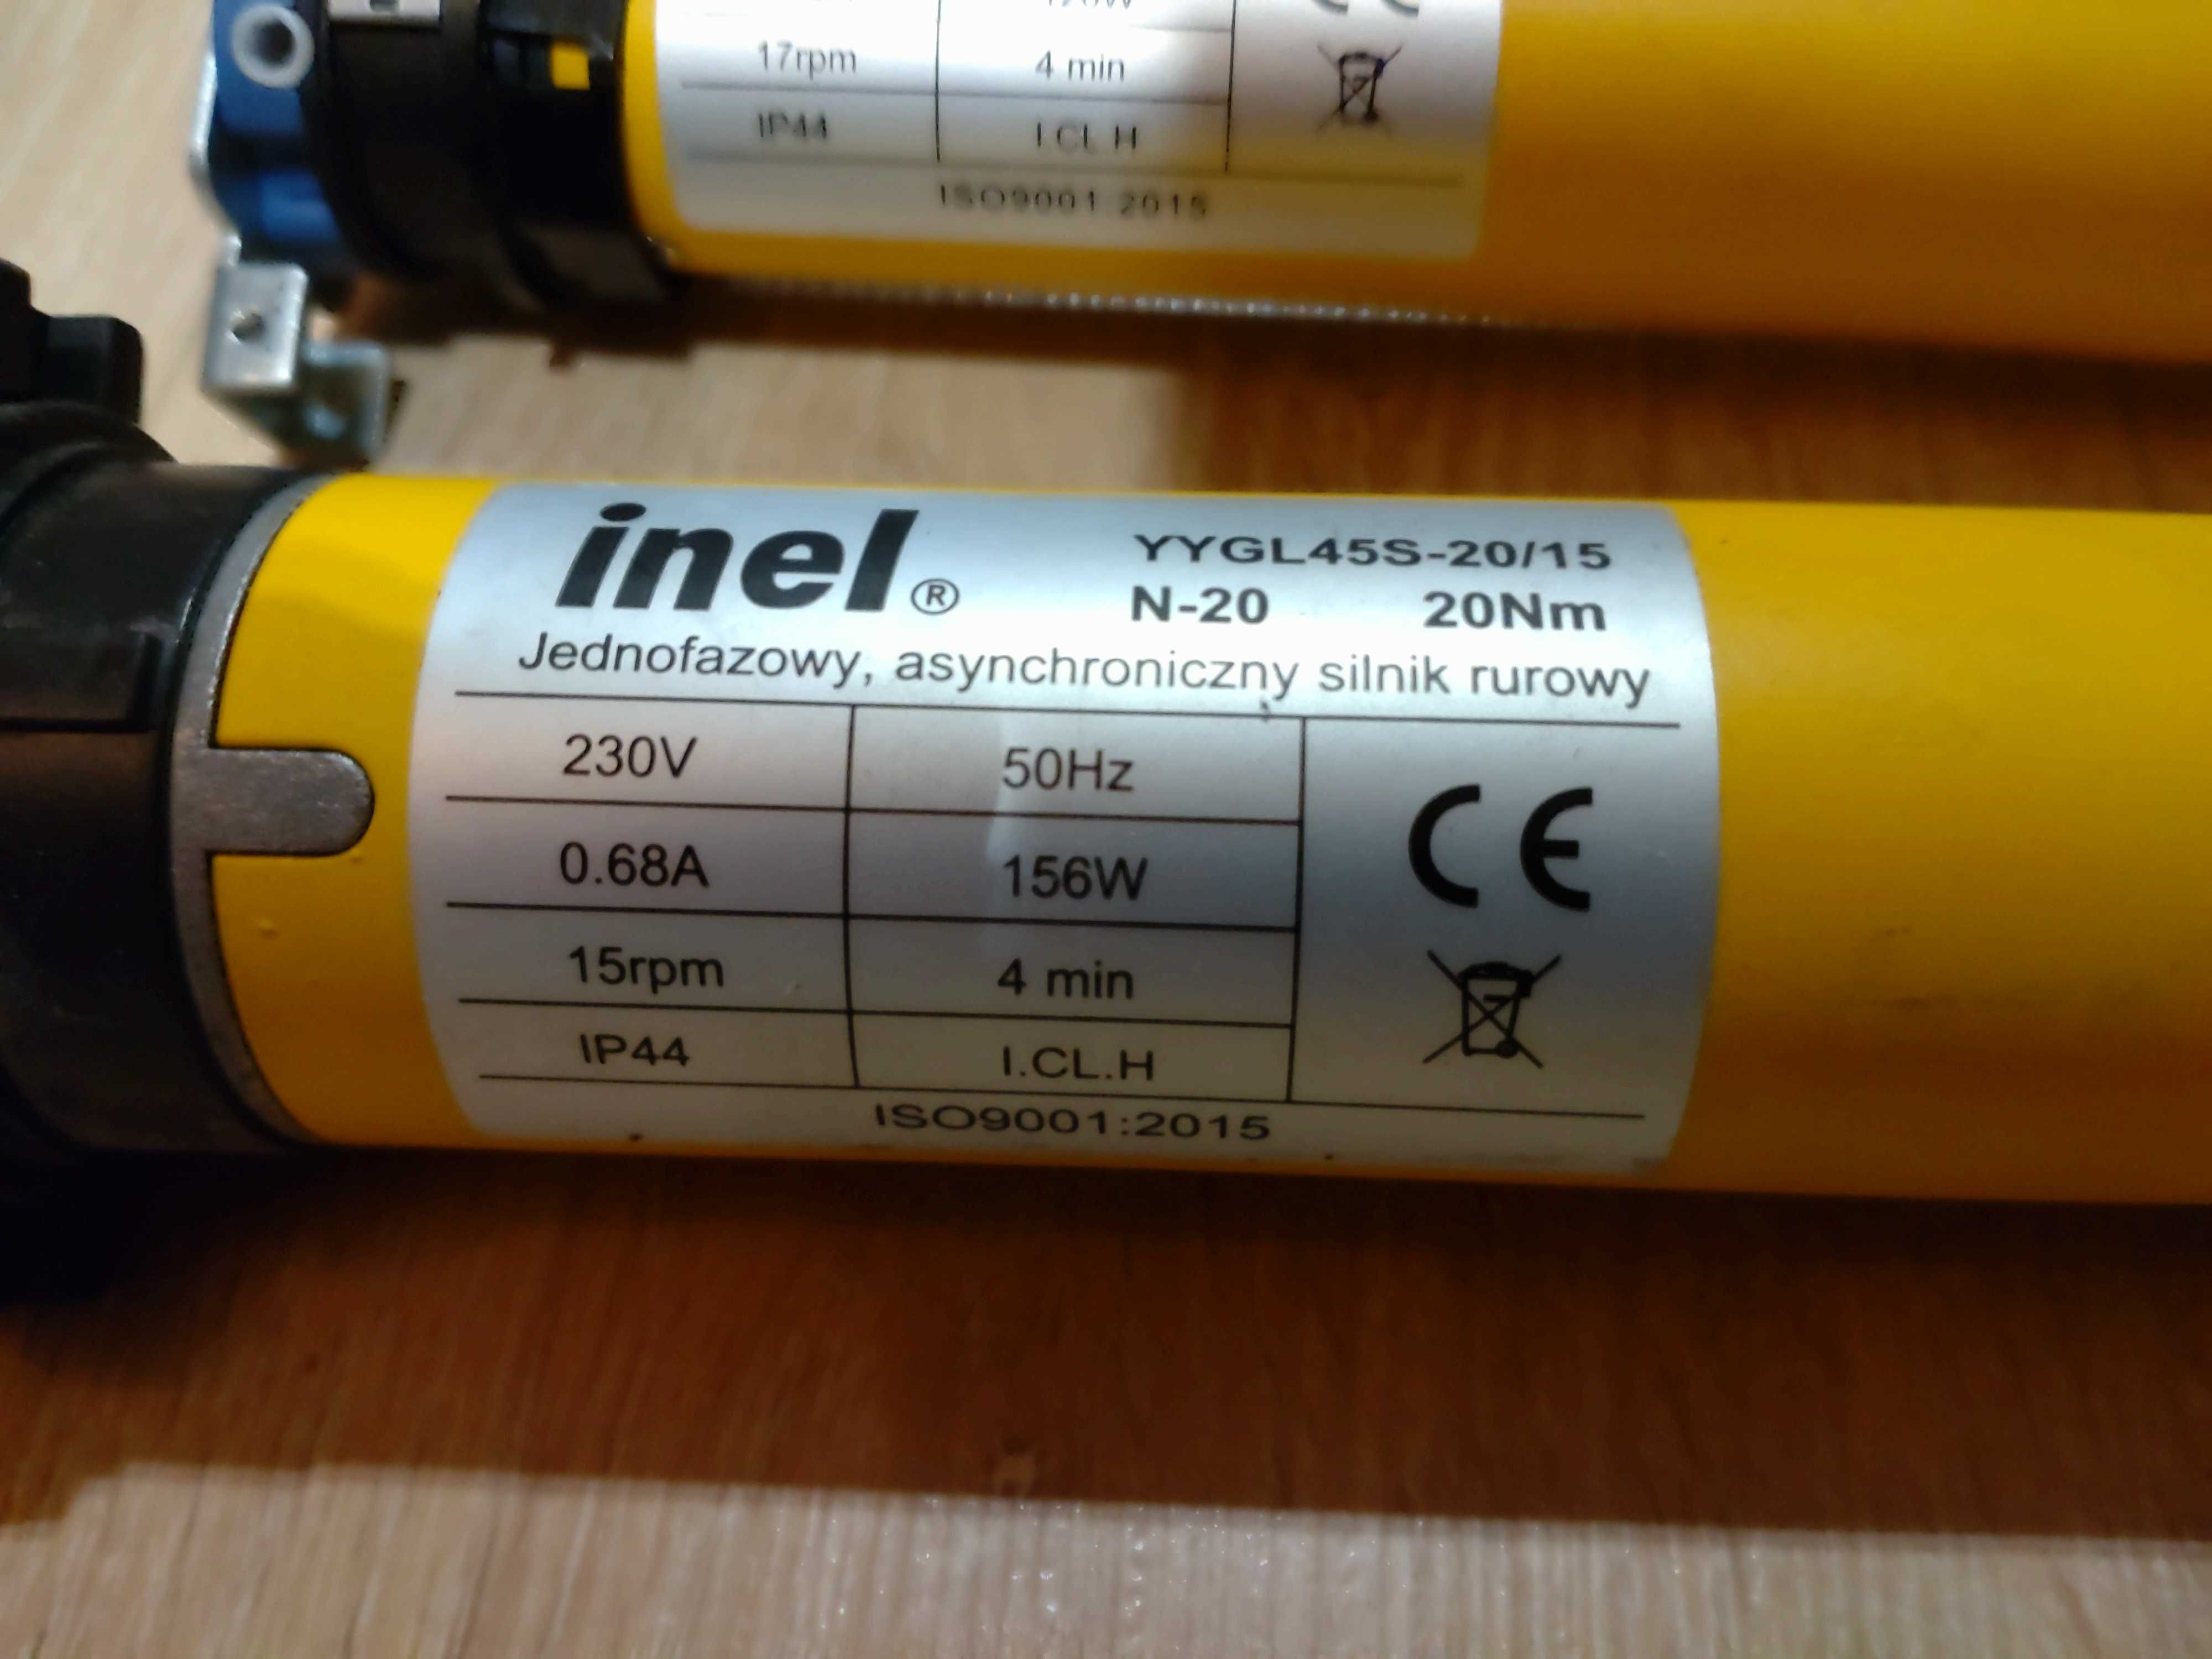 17rpm 4 min
IP44 I CL H
ISO9001 2015
inel® YYGL45S-20/15
N-20 20Nm
Jednofazowy, asynchroniczny silnik rurowy
230V 50Hz
0.68A 156W
CE
15rpm 4 min
IP44 I.CL.H
ISO9001:2015